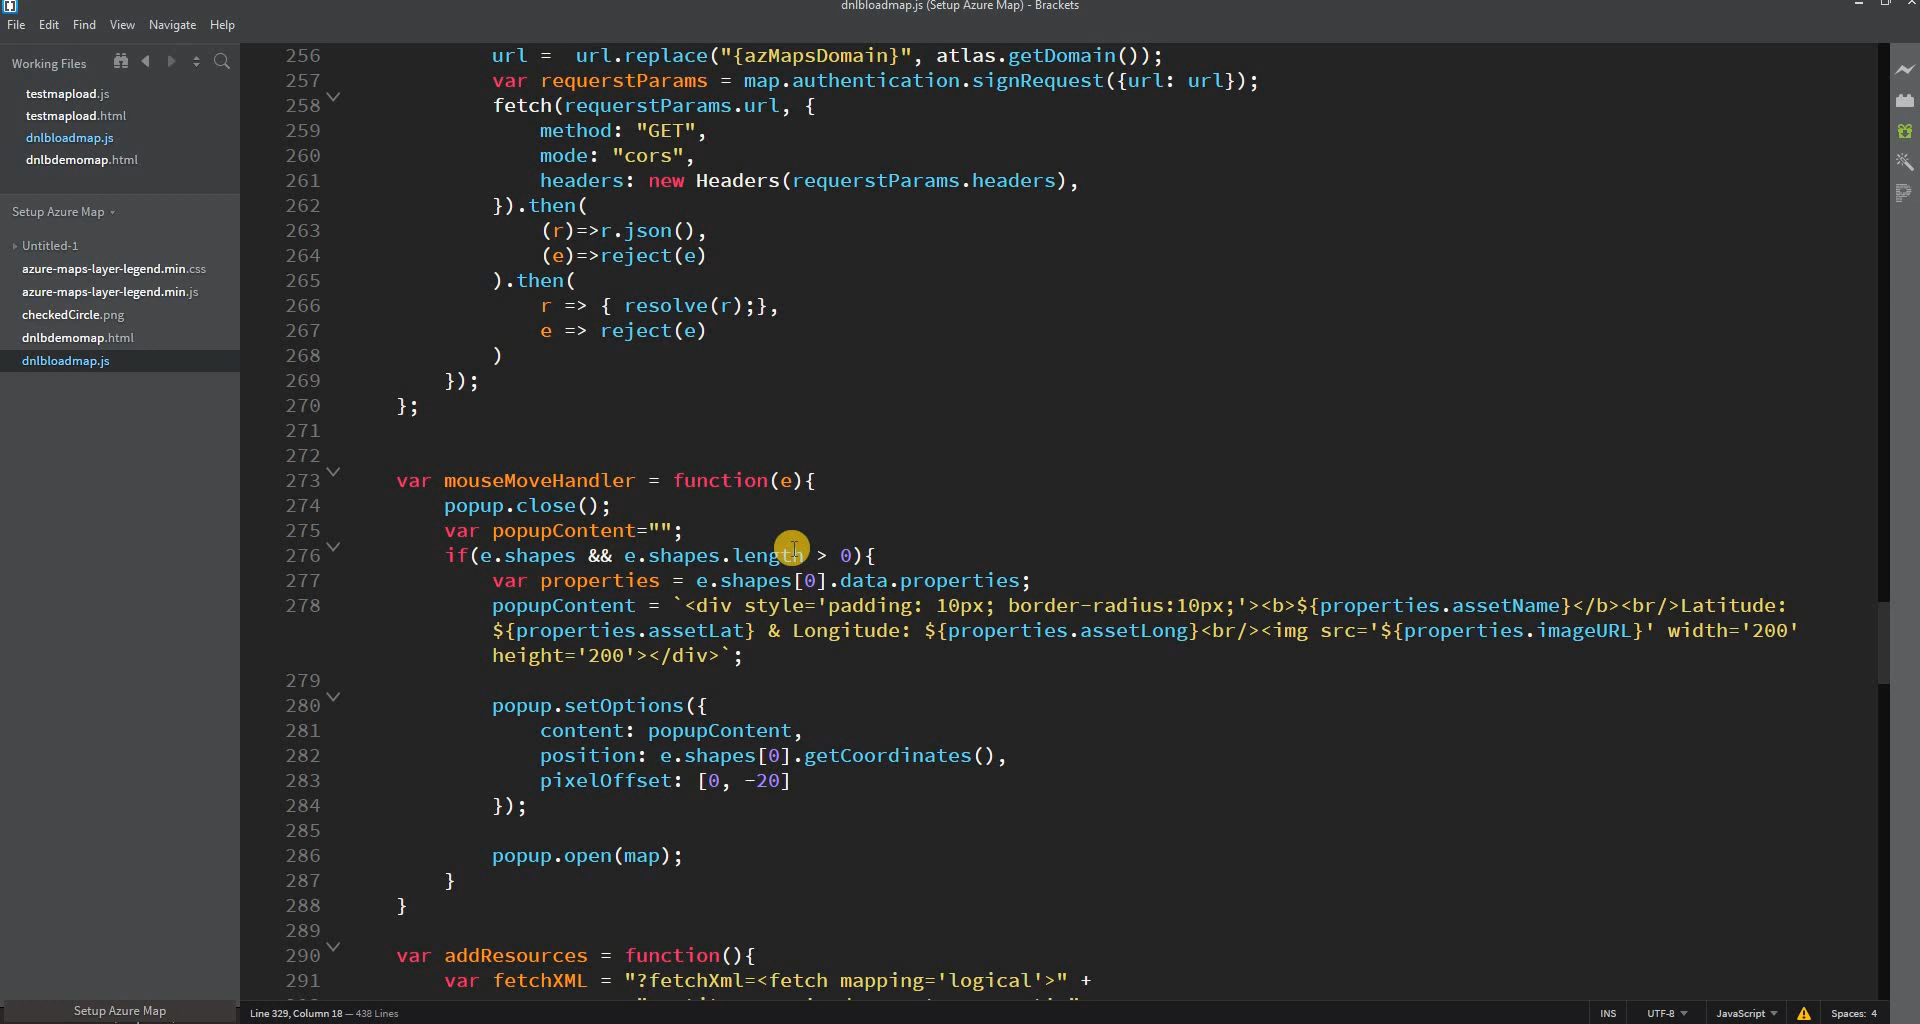 dnlbloadmap.js (Setup Azure Map) - Brackets
File Edit Find View Navigate Help
Working Files
testmapload.js
testmapload.html
dnlbloadmap.js
dnlbdemomap.html
Setup Azure Map
Untitled-1
azure-maps-layer-legend.min.css
azure-maps-layer-legend.min.js
checkedCircle.png
dnlbdemomap.html
dnlbloadmap.js
Setup Azure Map
256 url =  url.replace("{azMapsDomain}", atlas.getDomain());
257 var requerstParams = map.authentication.signRequest({url: url});
258 fetch(requerstParams.url, {
259 method: "GET",
260 mode: "cors",
261 headers: new Headers(requerstParams.headers),
262 }).then(
263 (r)=>r.json(),
264 (e)=>reject(e)
265 ).then(
266 r => { resolve(r);},
267 e => reject(e)
268 )
269 });
270 };
271
272
273 var mouseMoveHandler = function(e){
274 popup.close();
275 var popupContent="";
276 if(e.shapes && e.shapes.length > 0){
277 var properties = e.shapes[0].data.properties;
278 popupContent = `<div style='padding: 10px; border-radius:10px;'><b>${properties.assetName}</b><br/>Latitude:
${properties.assetLat} & Longitude: ${properties.assetLong}<br/><img src='${properties.imageURL}' width='200'
height='200'></div>`;
279
280 popup.setOptions({
281 content: popupContent,
282 position: e.shapes[0].getCoordinates(),
283 pixelOffset: [0, -20]
284 });
285
286 popup.open(map);
287 }
288 }
289
290 var addResources = function(){
291 var fetchXML = "?fetchXml=<fetch mapping='logical'>" +
Line 329, Column 18 — 438 Lines
INS UTF-8 JavaScript Spaces: 4